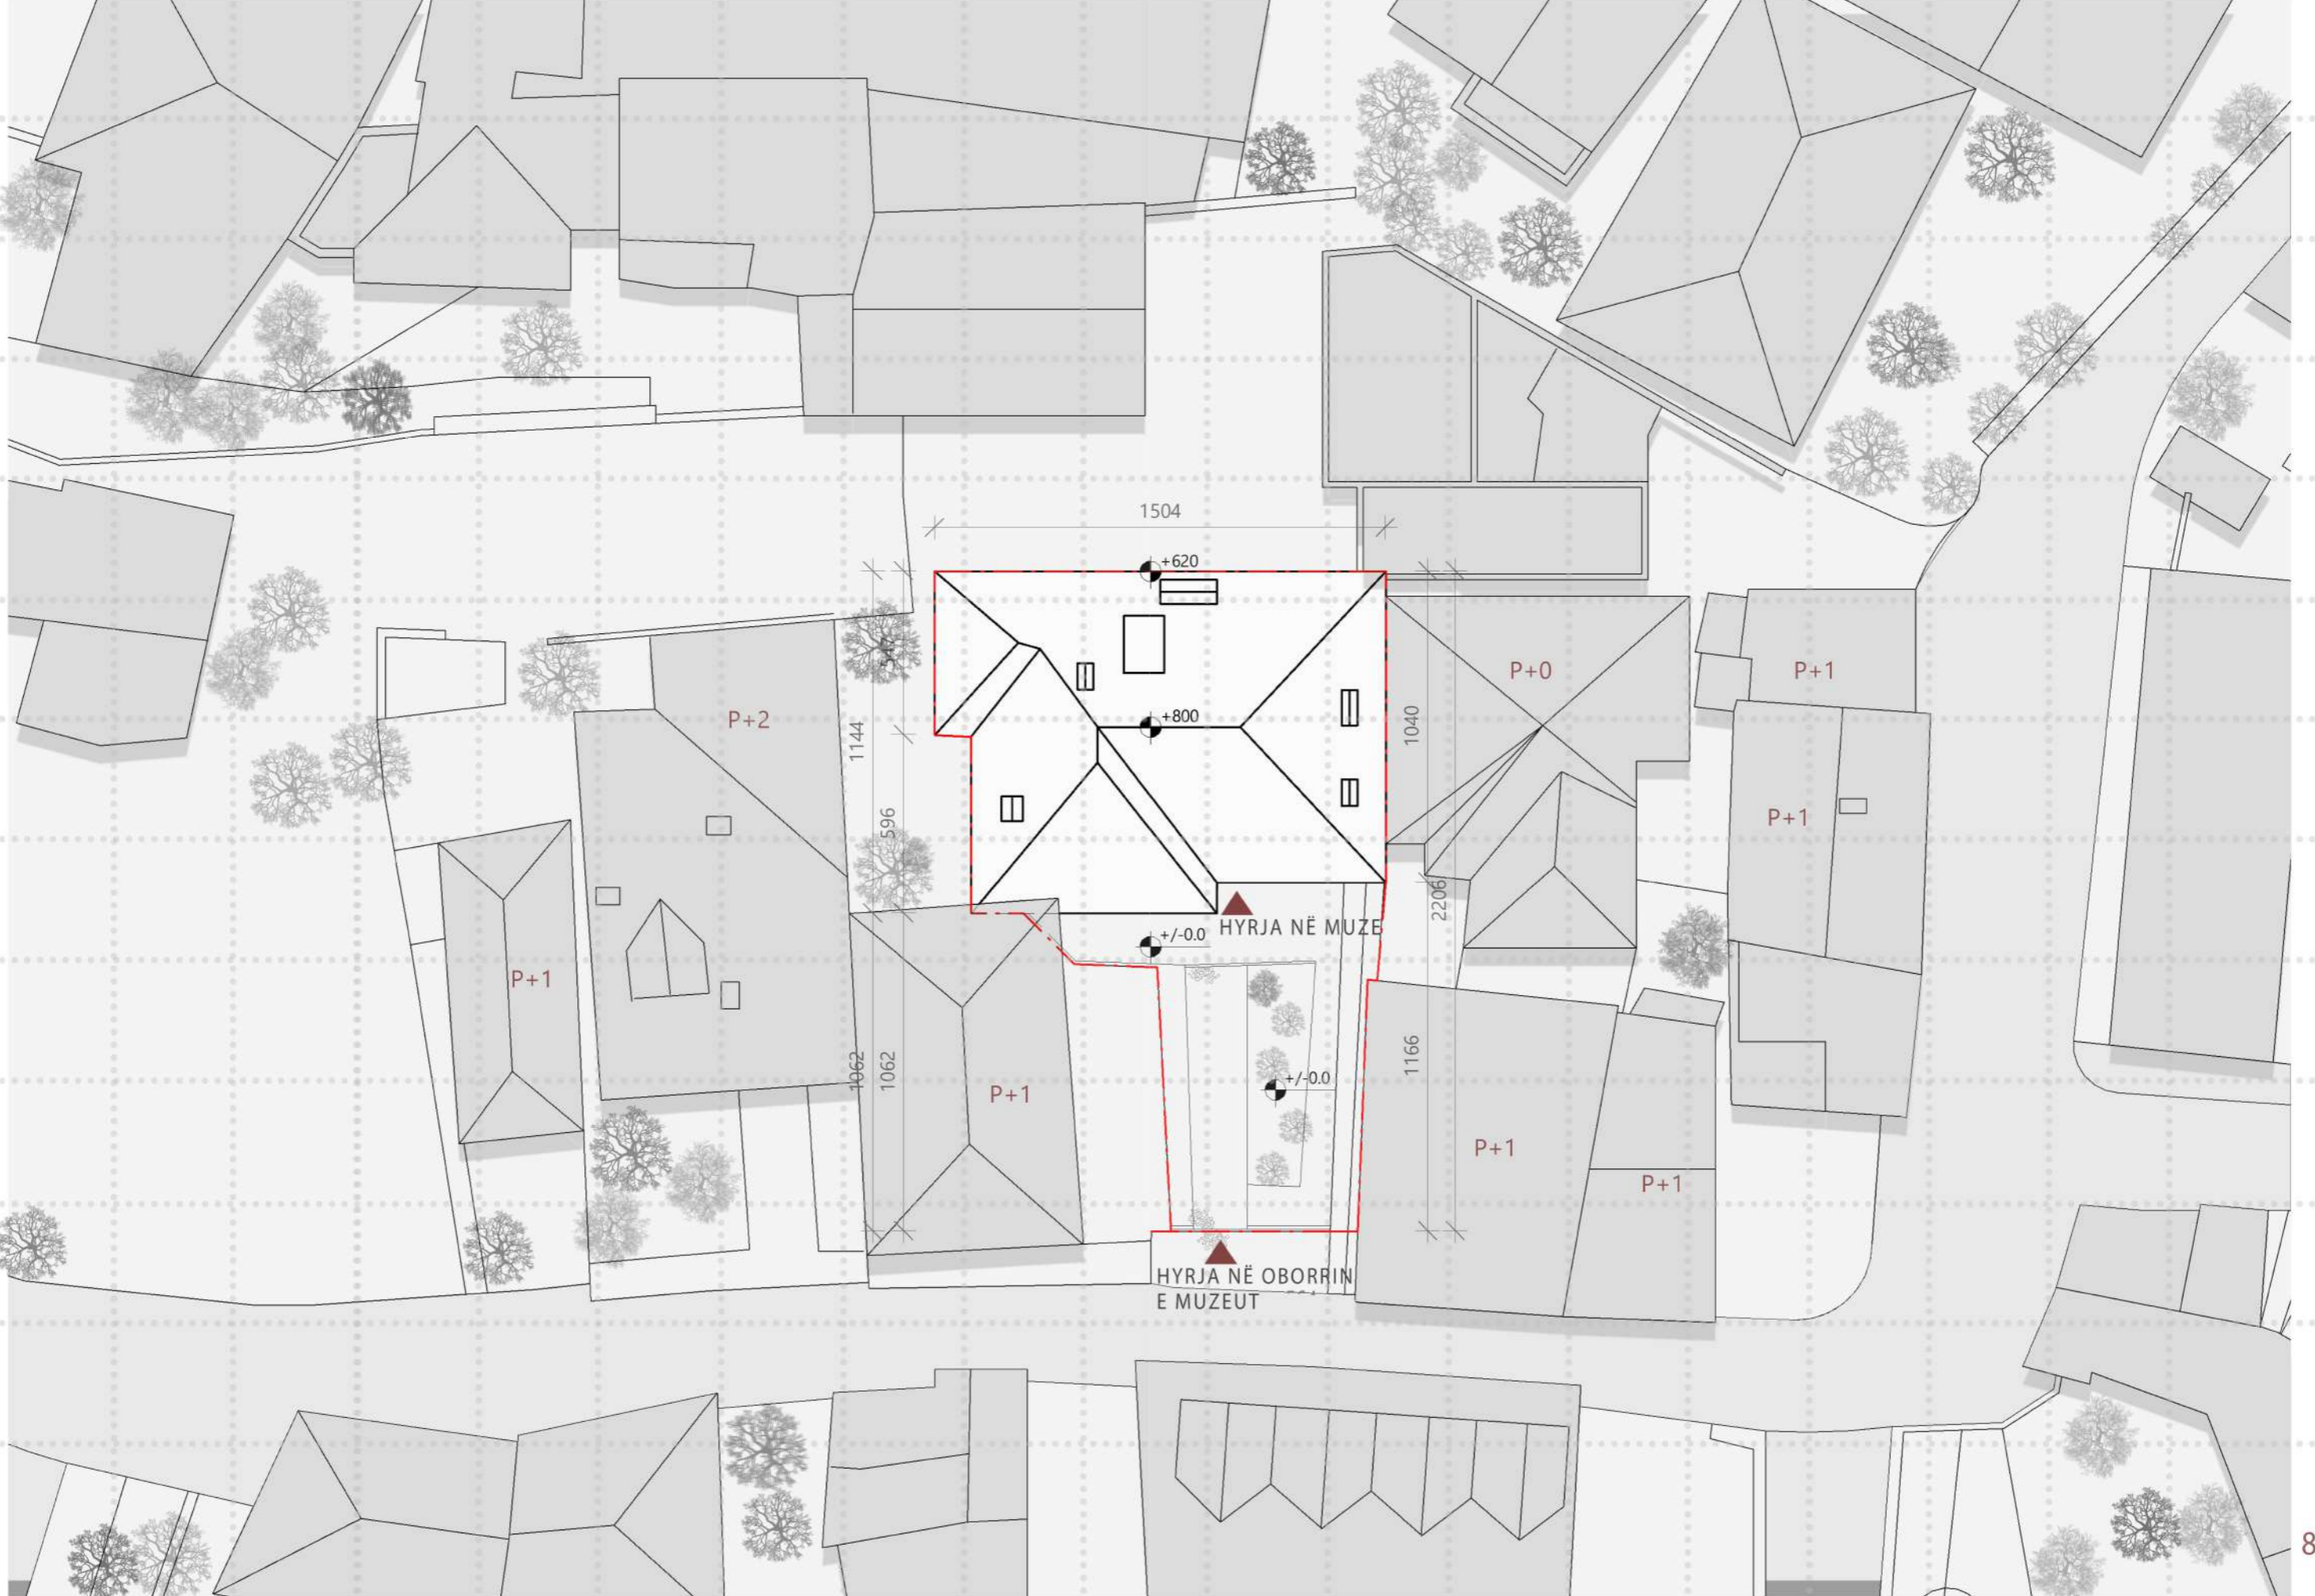 1504
+620
P+0
P+1
P+2
+800
1040
1144
596
P+1
2206
HYRJA NË MUZE
+/-0.0
P+1
1062
1062
1166
+/-0.0
P+1
P+1
P+1
HYRJA NË OBORRIN
E MUZEUT
8